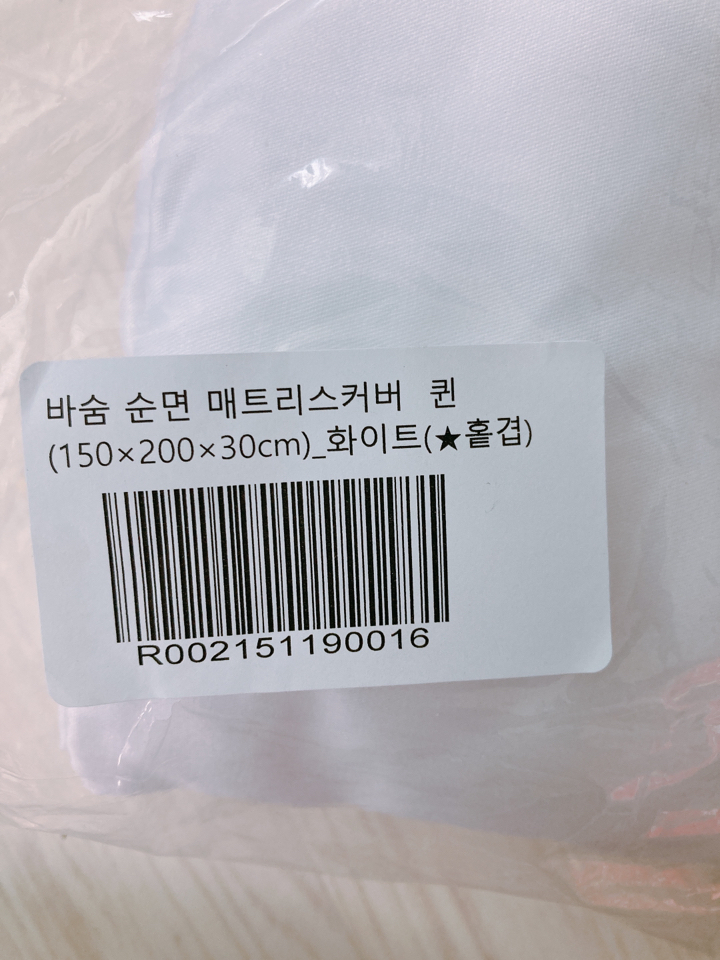 바숨 순면 매트리스커버 퀸
(150×200×30cm)_화이트(★홑겹)
R002151190016